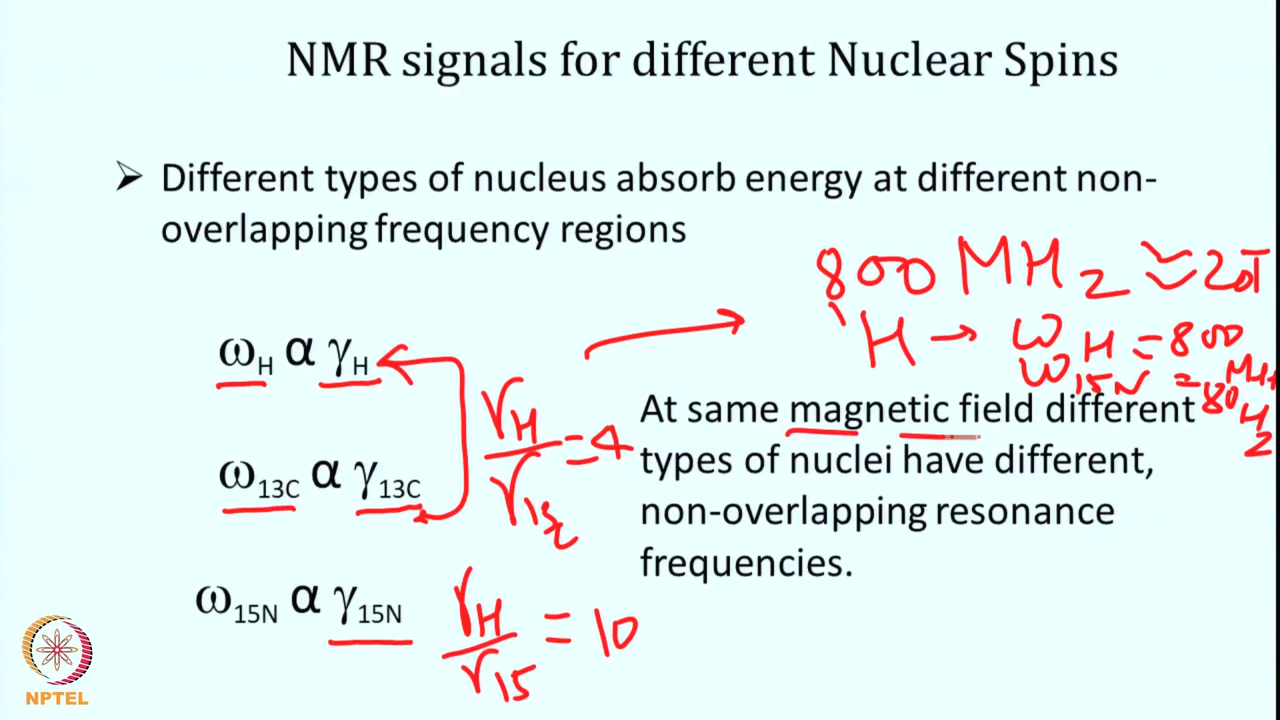 NMR signals for different Nuclear Spins
➢ Different types of nucleus absorb energy at different non-
overlapping frequency regions
800 MHz ≃ 20T
¹H → ωH = 800 MHz
ω15N = 80 Hz
ωH α γH
γH/γ13C = 4
ω13C α γ13C
At same magnetic field different
types of nuclei have different,
non-overlapping resonance
frequencies.
ω15N α γ15N
γH/γ15 = 10
NPTEL